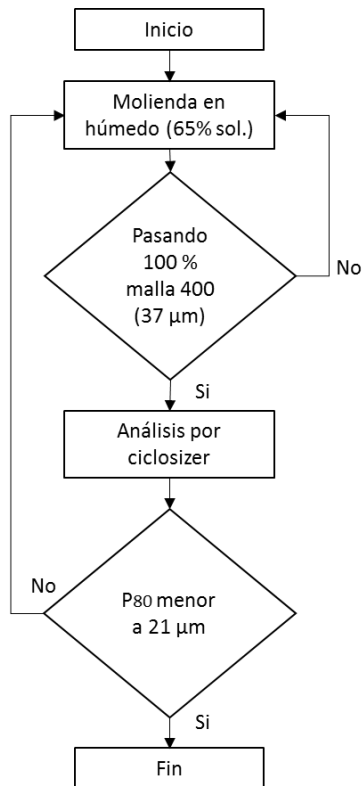 Inicio
Molienda en
húmedo (65% sol.)
Pasando
100 %
malla 400
(37 µm)
No
Si
Análisis por
ciclosizer
No
P80 menor
a 21 µm
Si
Fin